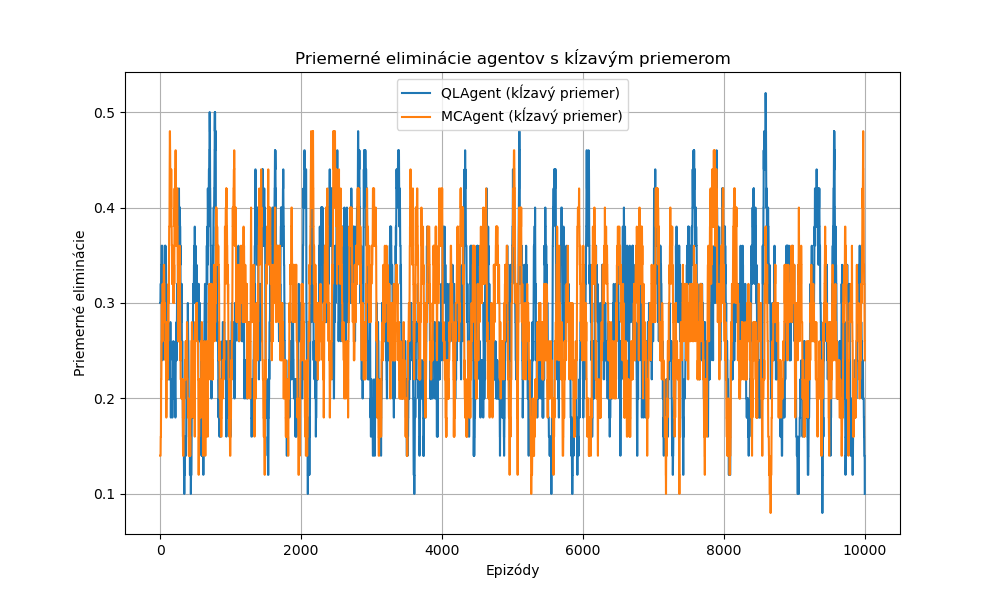 Priemerné eliminácie agentov s kĺzavým priemerom
QLAgent (kĺzavý priemer)
MCAgent (kĺzavý priemer)
Priemerné eliminácie
0.5
0.4
0.3
0.2
0.1
0
2000
4000
6000
8000
10000
Epizódy